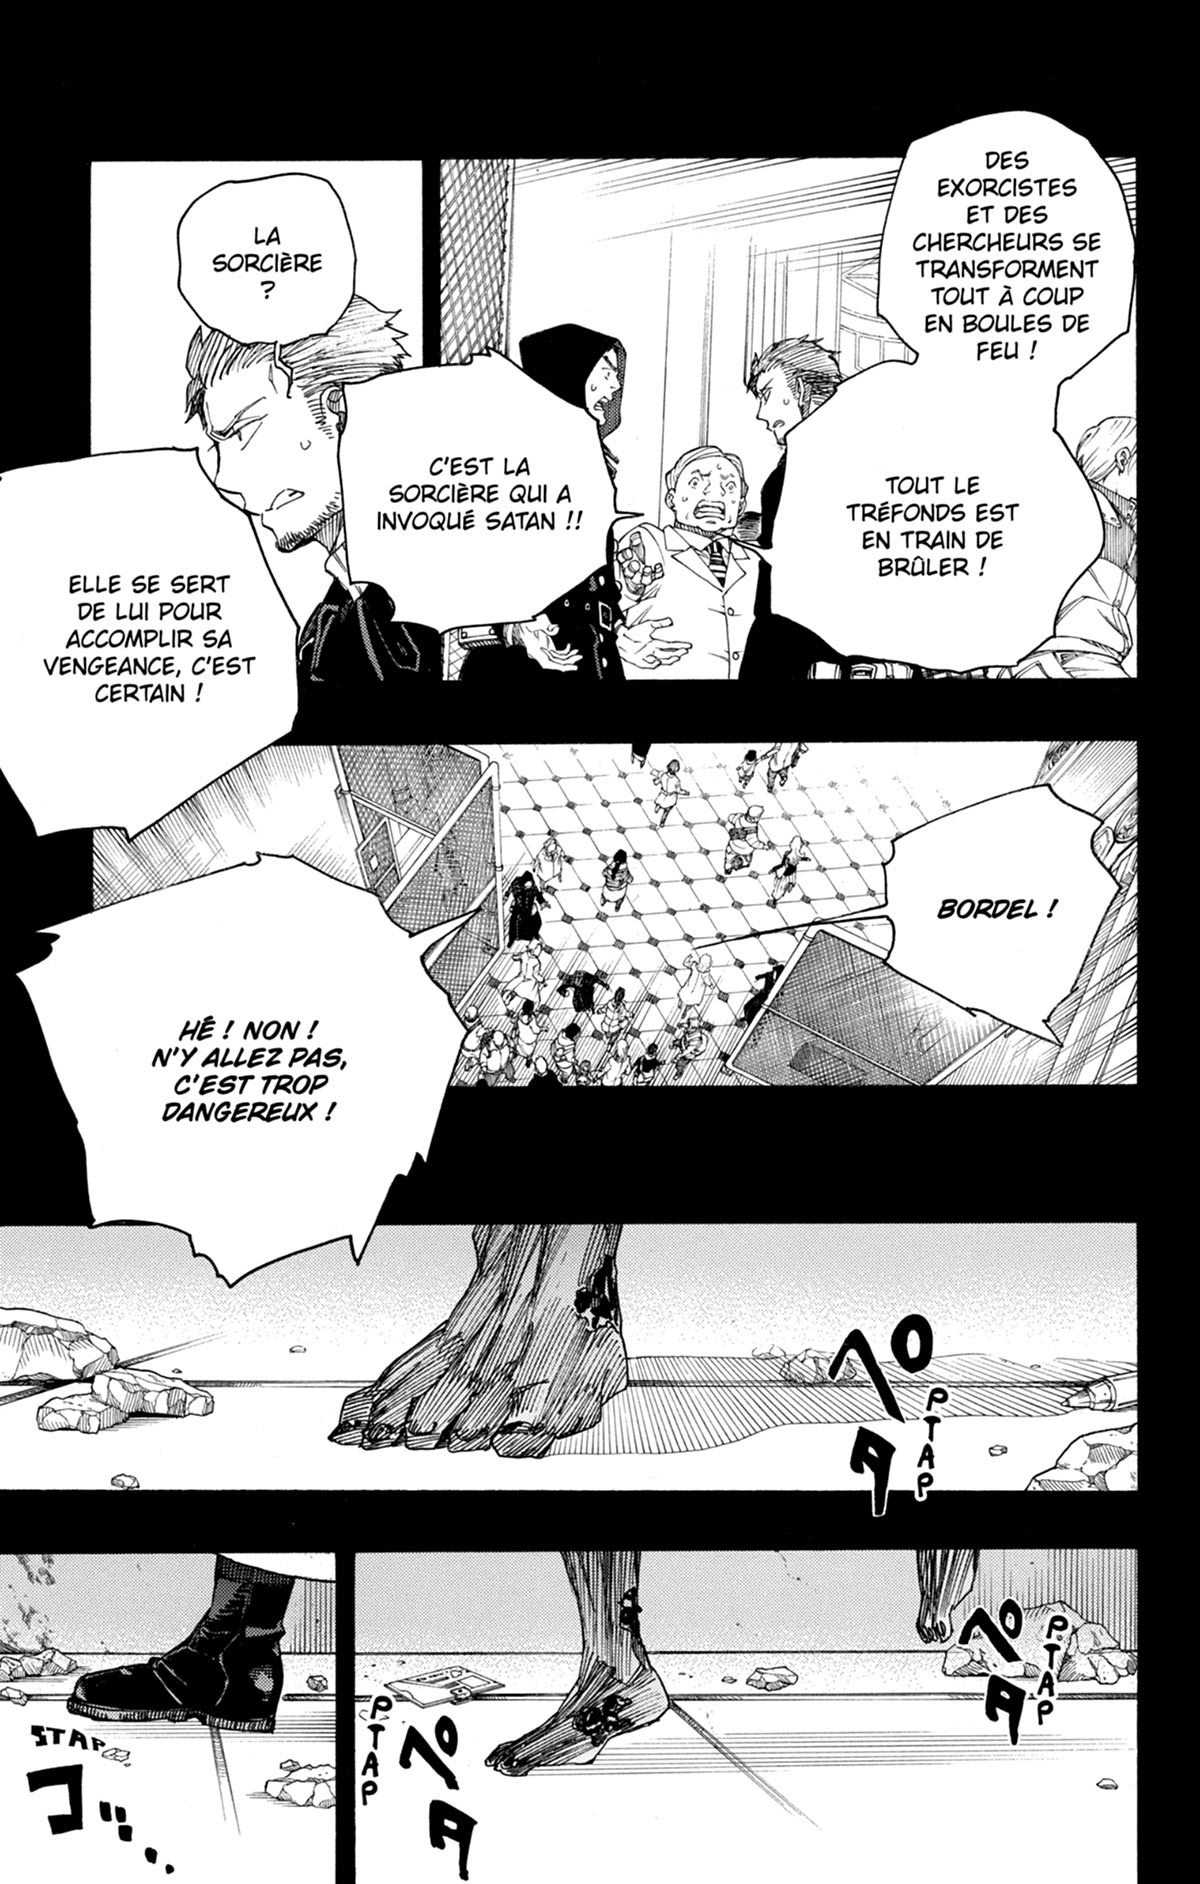 DES
EXORCISTES
ET DES
CHERCHEURS SE
TRANSFORMENT
TOUT À COUP
EN BOULES DE
FEU !
TOUT LE
TRÉFONDS EST
EN TRAIN DE
BRÛLER !
C'EST LA
SORCIÈRE QUI A
INVOQUÉ SATAN !!
LA
SORCIÈRE
?
ELLE SE SERT
DE LUI POUR
ACCOMPLIR SA
VENGEANCE, C'EST
CERTAIN !
BORDEL !
HÉ ! NON !
N'Y ALLEZ PAS,
C'EST TROP
DANGEREUX !
ペタ
PTAP
ペタ
PTAP
ペタ
PTAP
STAP
コッ..